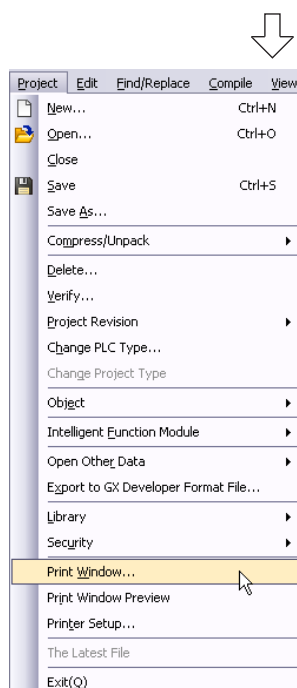 Project Edit Find/Replace Compile View
New... Ctrl+N
Open... Ctrl+O
Close
Save Ctrl+S
Save As...
Compress/Unpack
Delete...
Verify...
Project Revision
Change PLC Type...
Change Project Type
Object
Intelligent Function Module
Open Other Data
Export to GX Developer Format File...
Library
Security
Print Window...
Print Window Preview
Printer Setup...
The Latest File
Exit(Q)